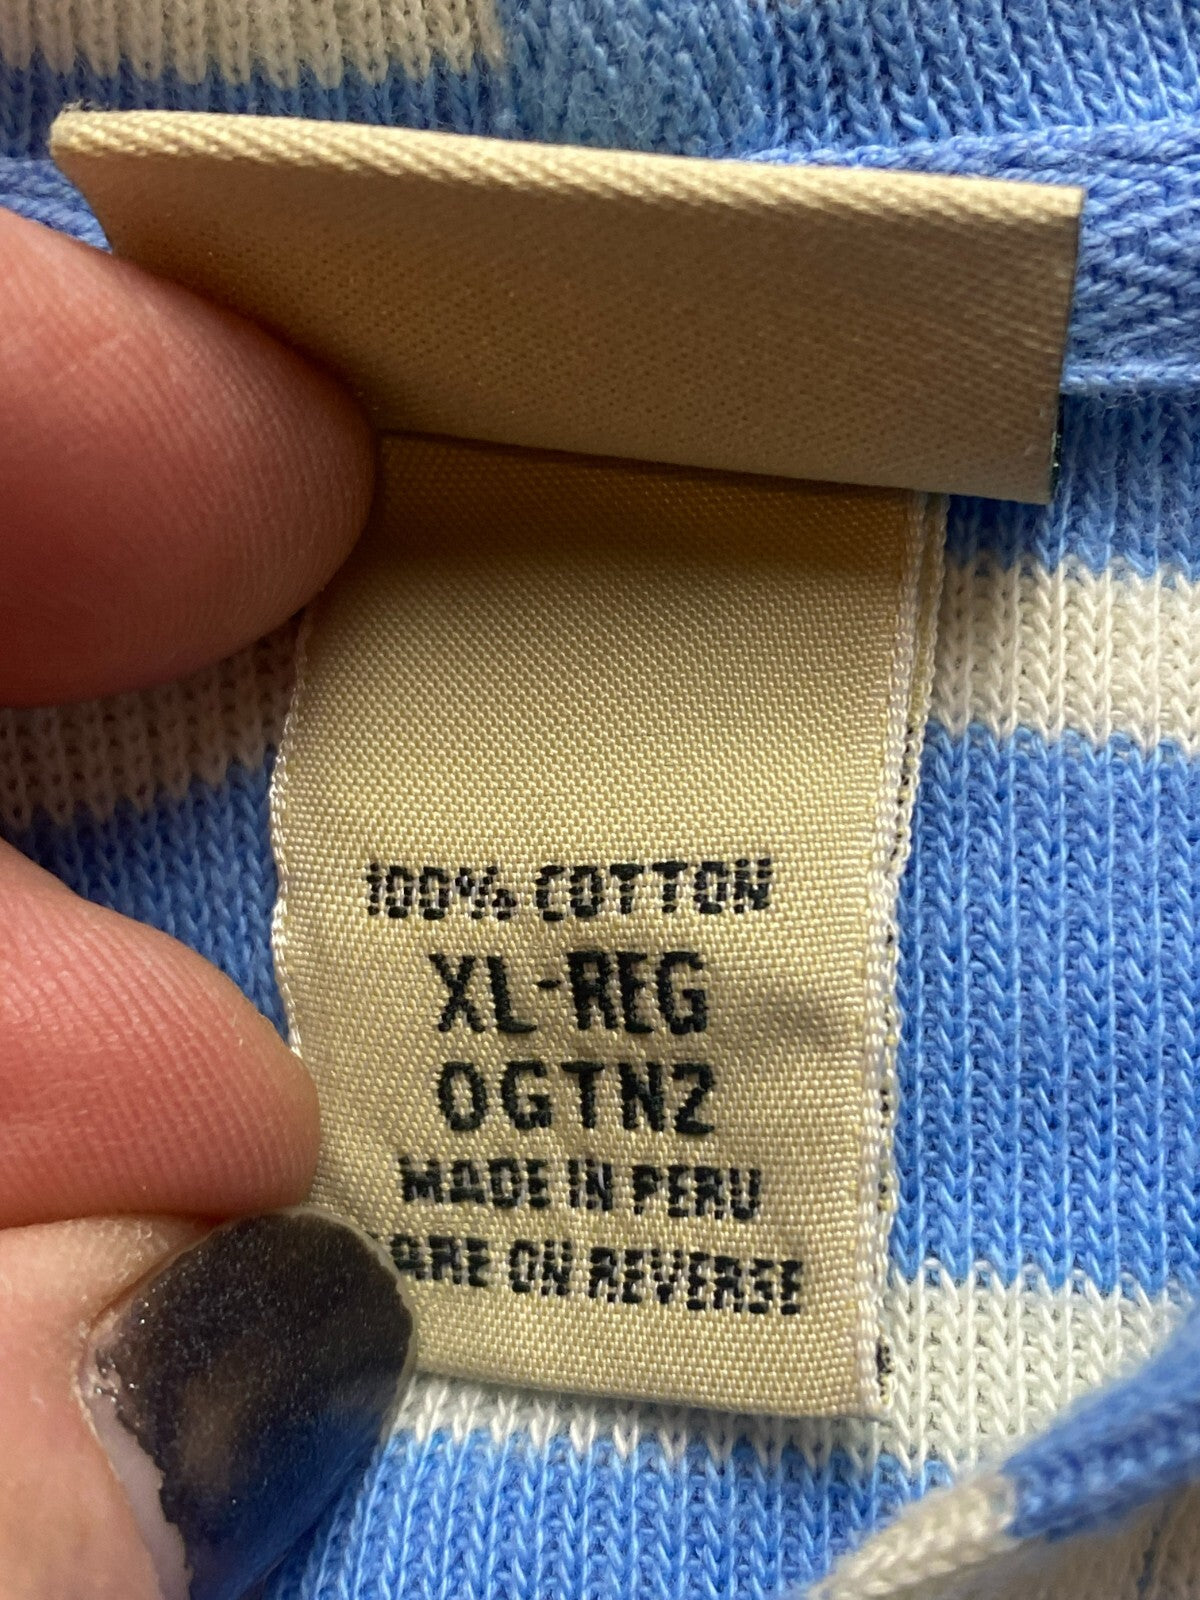 100% COTTON
XL-REG
0GTN2
MADE IN PERU
ARE ON REVERSE